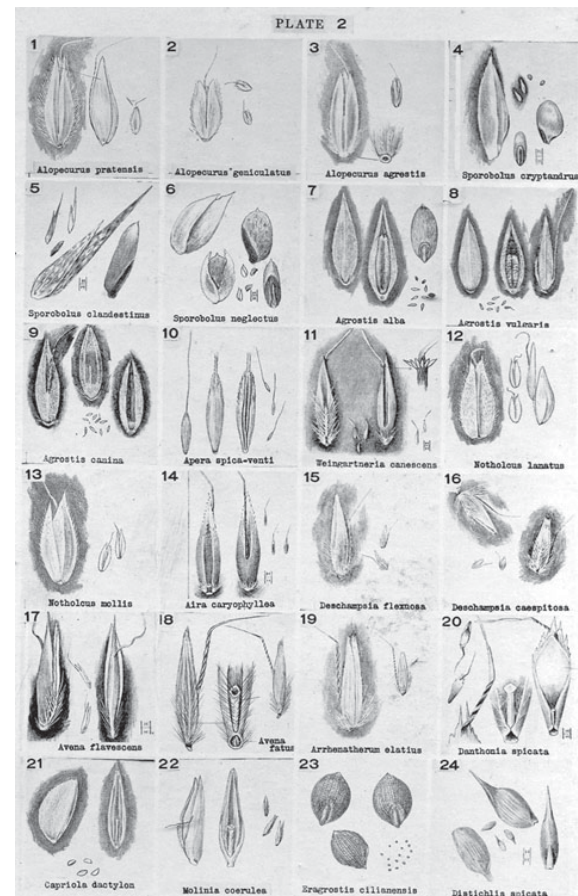 PLATE 2
1
Alopecurus pratensis
2
Alopecurus geniculatus
3
Alopecurus agrestis
4
Sporobolus cryptandrus
5
Sporobolus clandestinus
6
Sporobolus neglectus
7
Agrostis alba
8
Agrostis vulgaris
9
Agrostis canina
10
Apera spica-venti
11
Weingartneria canescens
12
Notholcus lanatus
13
Notholcus mollis
14
Aira caryophyllea
15
Deschampsia flexnosa
16
Deschampsia caespitosa
17
Avena flavescens
18
Avena
fatus
19
Arrhenatherum elatius
20
Danthonia spicata
21
Capriola dactylon
22
Molinia coerulea
23
Eragrostis cilianensis
24
Distichlis spicata